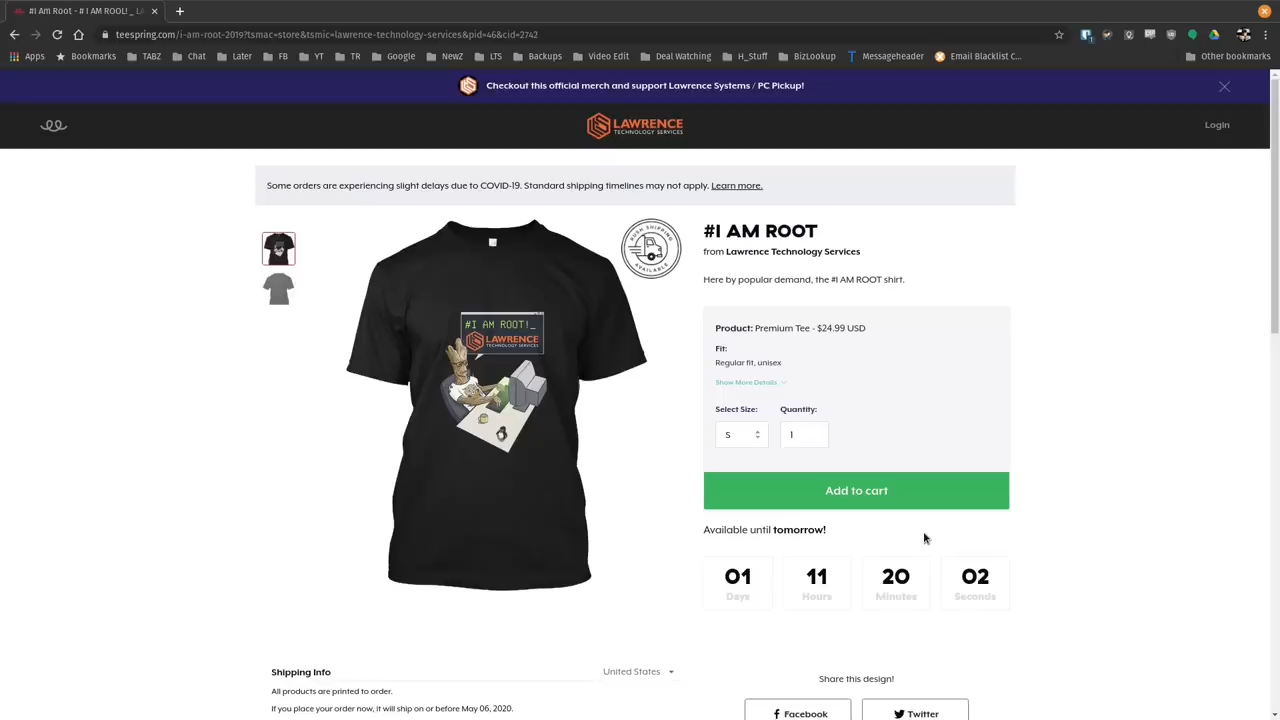 #I AM ROOT - # I AM ROOT! _ LA
teespring.com/i-am-root-2019?tsmac=store&tsmic=lawrence-technology-services&pid=46&cid=2742
Apps Bookmarks TABZ Chat Later FB YT TR Google NewZ LTS Backups Video Edit Deal Watching H_Stuff BizLookup Messageheader Email Blacklist C... Other bookmarks
Checkout this official merch and support Lawrence Systems / PC Pickup!
LAWRENCE
TECHNOLOGY SERVICES
Login
Some orders are experiencing slight delays due to COVID-19. Standard shipping timelines may not apply. Learn more.
RUSH SHIPPING
AVAILABLE
#I AM ROOT!_
LAWRENCE
TECHNOLOGY SERVICES
#I AM ROOT
from Lawrence Technology Services
Here by popular demand, the #I AM ROOT shirt.
Product: Premium Tee - $24.99 USD
Fit:
Regular fit, unisex
Show More Details
Select Size: Quantity:
S 1
Add to cart
Available until tomorrow!
01 11 20 02
Days Hours Minutes Seconds
Shipping Info United States
All products are printed to order.
If you place your order now, it will ship on or before May 06, 2020.
Share this design!
Facebook Twitter